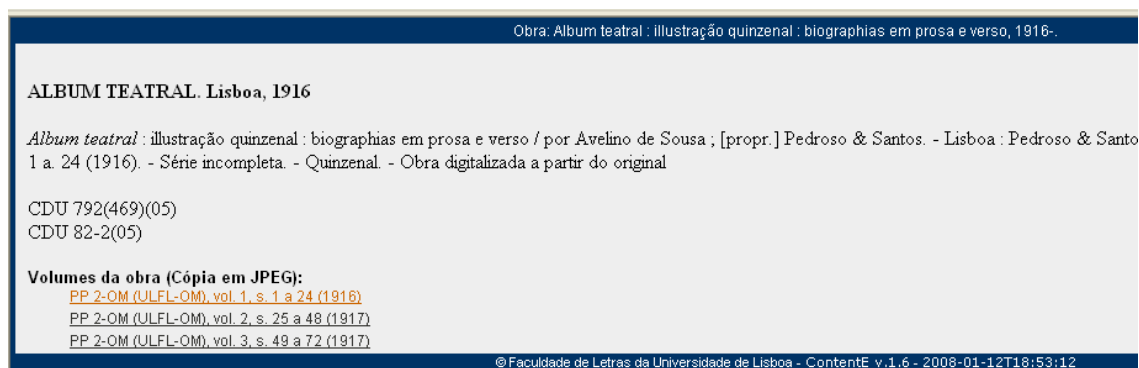 Obra: Album teatral : illustração quinzenal : biographias em prosa e verso, 1916-.
ALBUM TEATRAL. Lisboa, 1916
Album teatral : illustração quinzenal : biographias em prosa e verso / por Avelino de Sousa ; [propr.] Pedroso & Santos. - Lisboa : Pedroso & Santo
1 a. 24 (1916). - Série incompleta. - Quinzenal. - Obra digitalizada a partir do original
CDU 792(469)(05)
CDU 82-2(05)
Volumes da obra (Cópia em JPEG):
PP 2-OM (ULFL-OM), vol. 1, s. 1 a 24 (1916)
PP 2-OM (ULFL-OM), vol. 2, s. 25 a 48 (1917)
PP 2-OM (ULFL-OM), vol. 3, s. 49 a 72 (1917)
© Faculdade de Letras da Universidade de Lisboa - ContentE v.1.6 - 2008-01-12T18:53:12